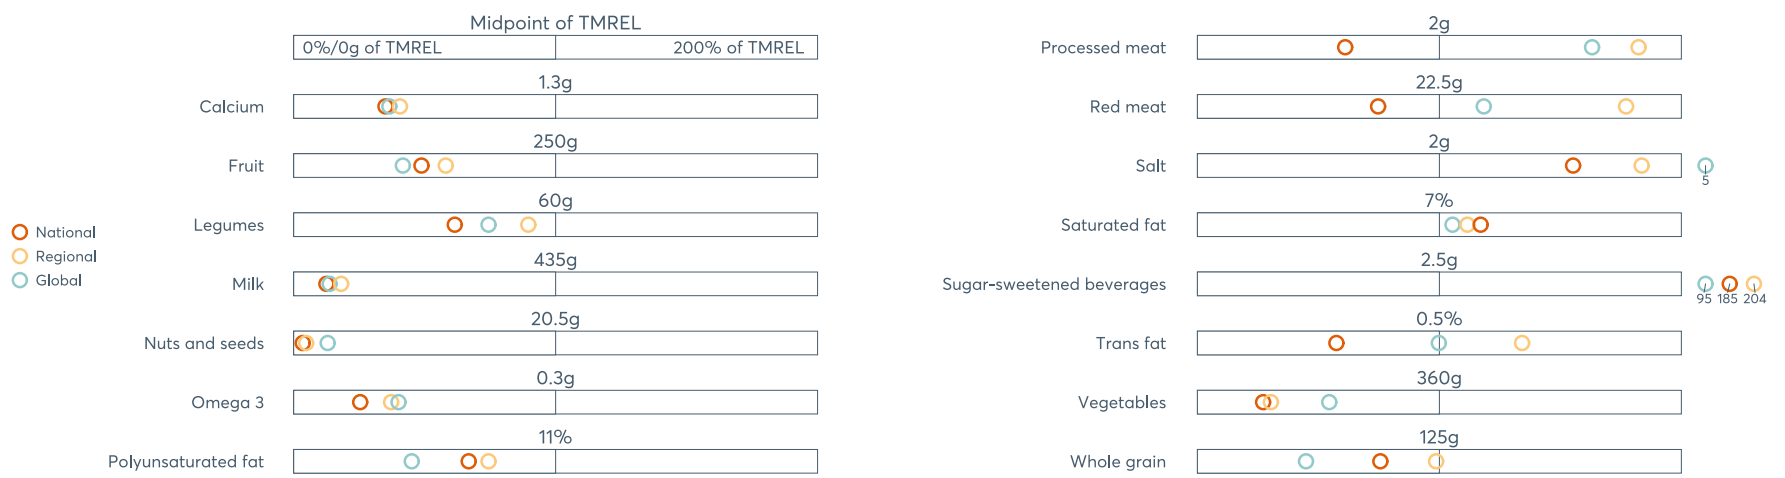 Midpoint of TMREL
0%/0g of TMREL 200% of TMREL
Calcium 1.3g
Fruit 250g
Legumes 60g
Milk 435g
Nuts and seeds 20.5g
Omega 3 0.3g
Polyunsaturated fat 11%
National
Regional
Global
Processed meat 2g
Red meat 22.5g
Salt 2g
5
Saturated fat 7%
Sugar-sweetened beverages 2.5g
95 185 204
Trans fat 0.5%
Vegetables 360g
Whole grain 125g